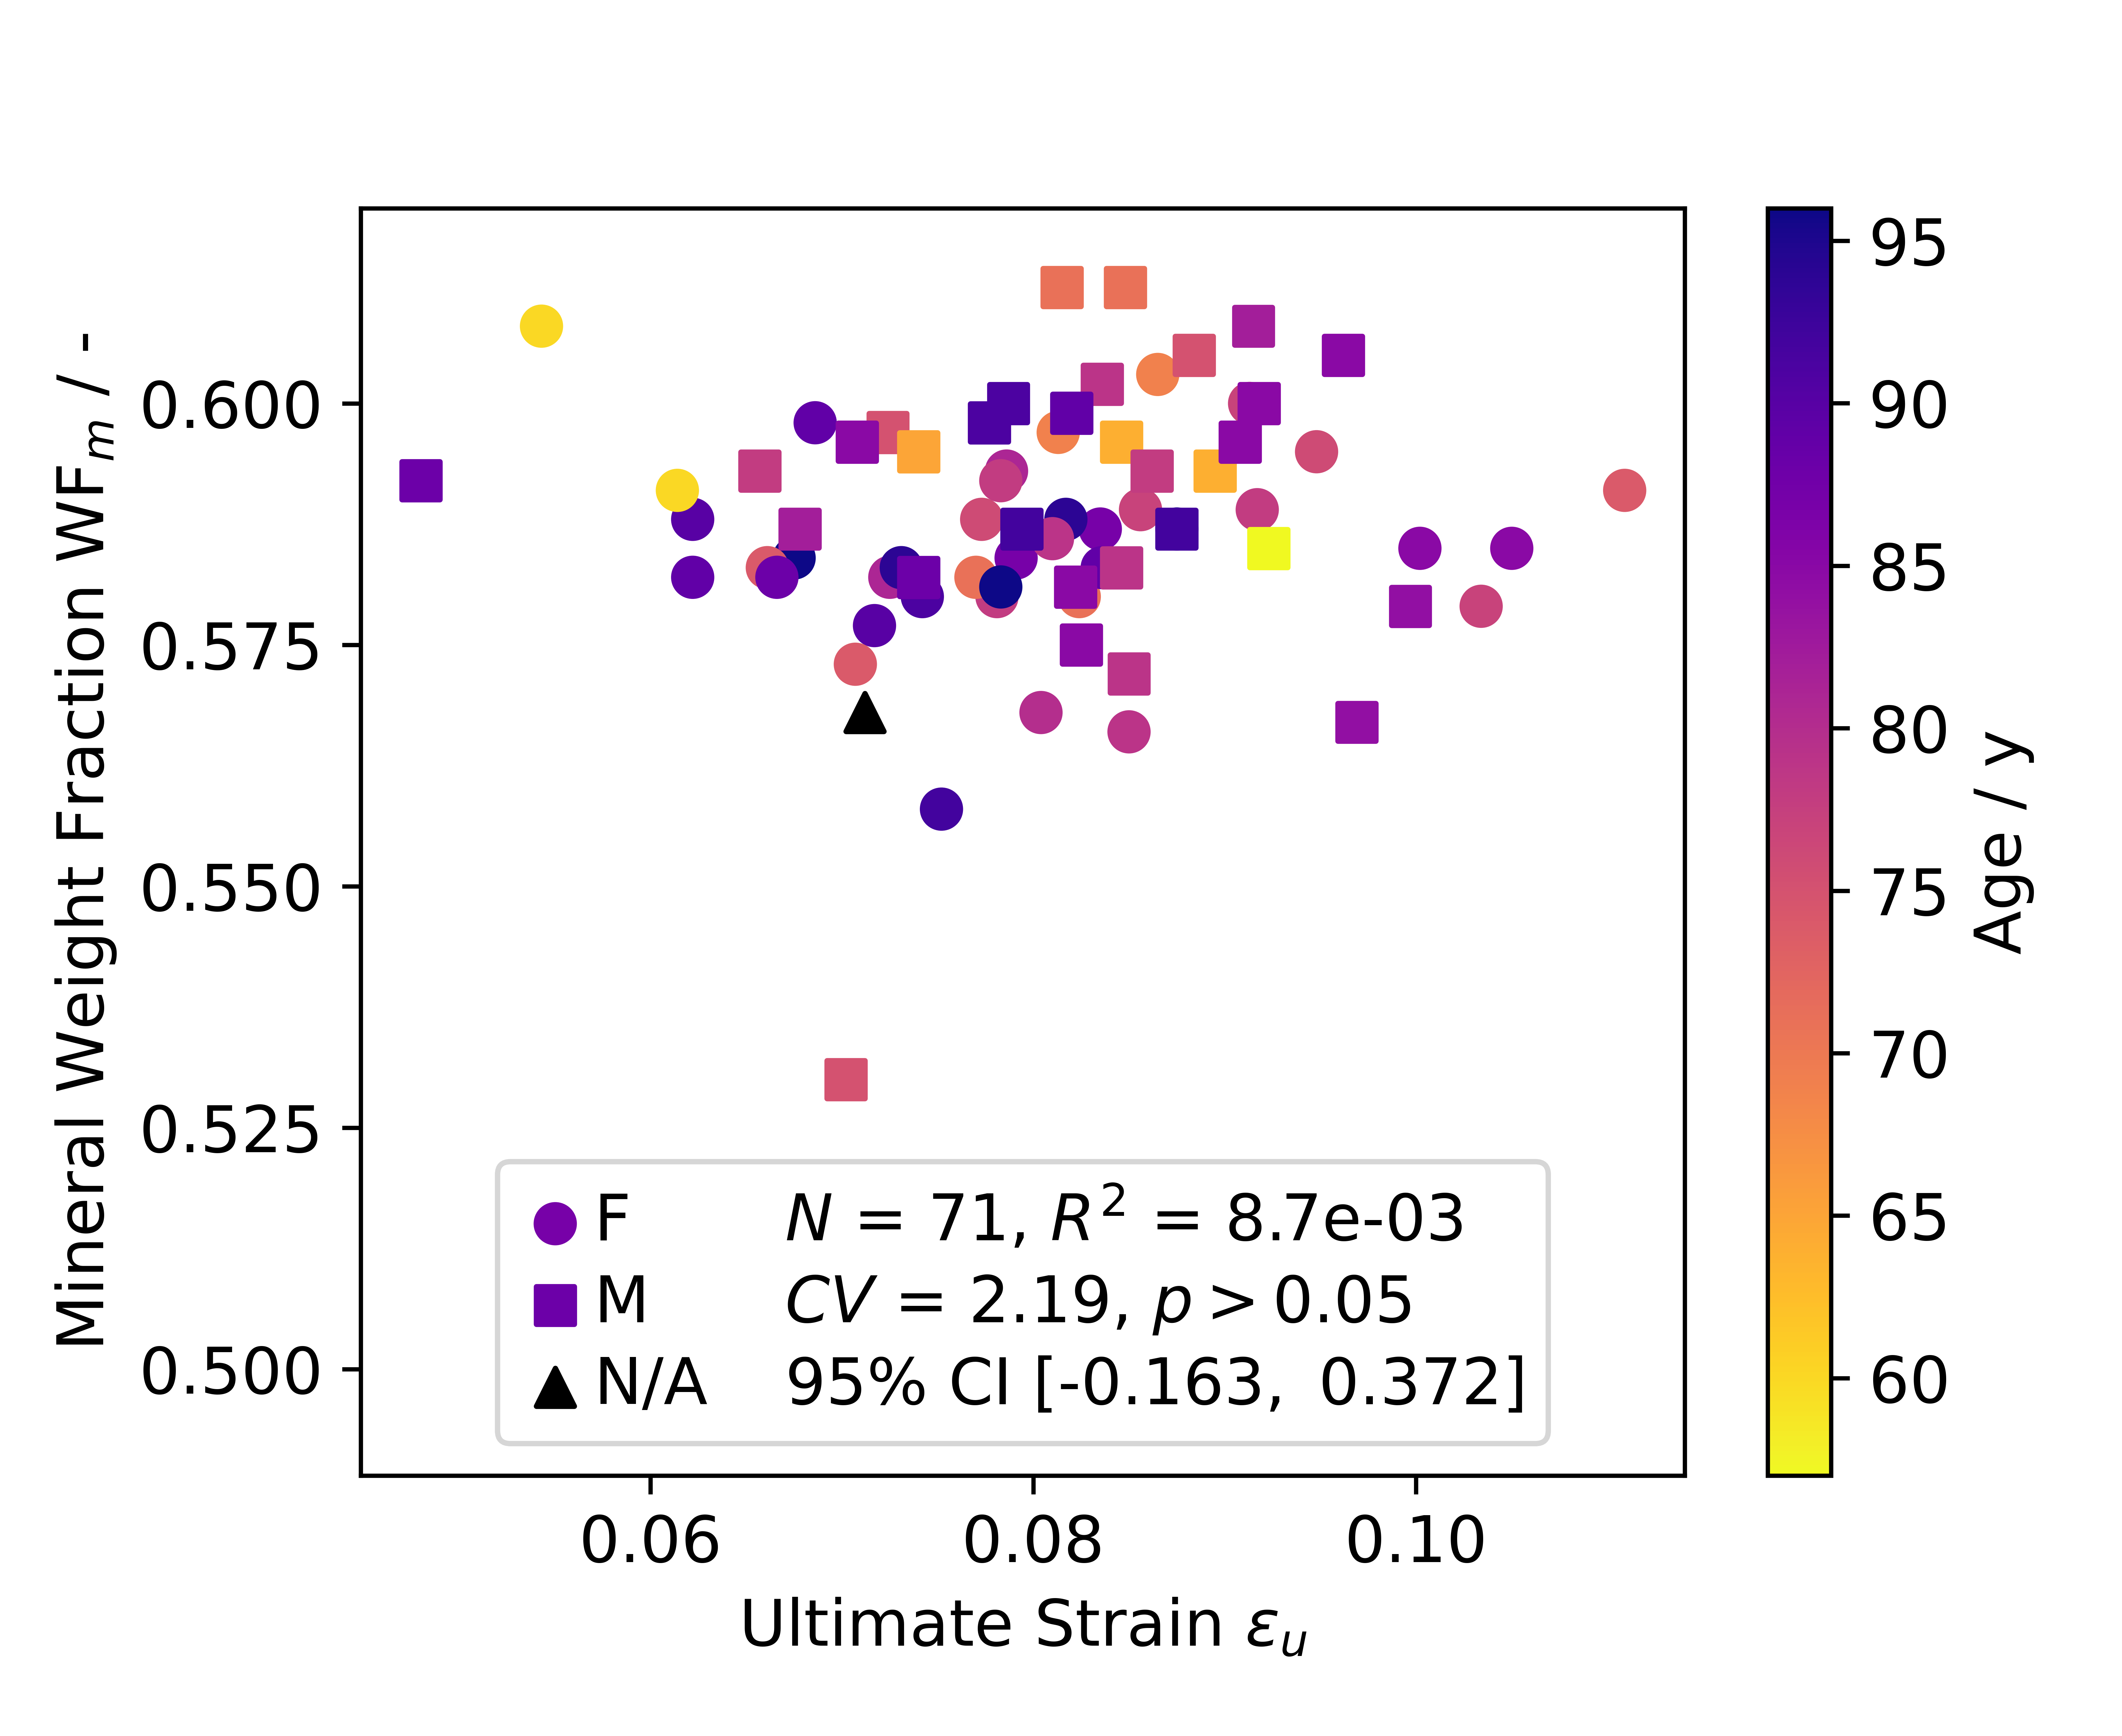 Mineral Weight Fraction WFₘ / -
0.600
0.575
0.550
0.525
0.500
F N = 71, R² = 8.7e-03
M CV = 2.19, p > 0.05
N/A 95% CI [-0.163, 0.372]
0.06 0.08 0.10
Ultimate Strain εᵤ
95
90
85
80
75
70
65
60
Age / y